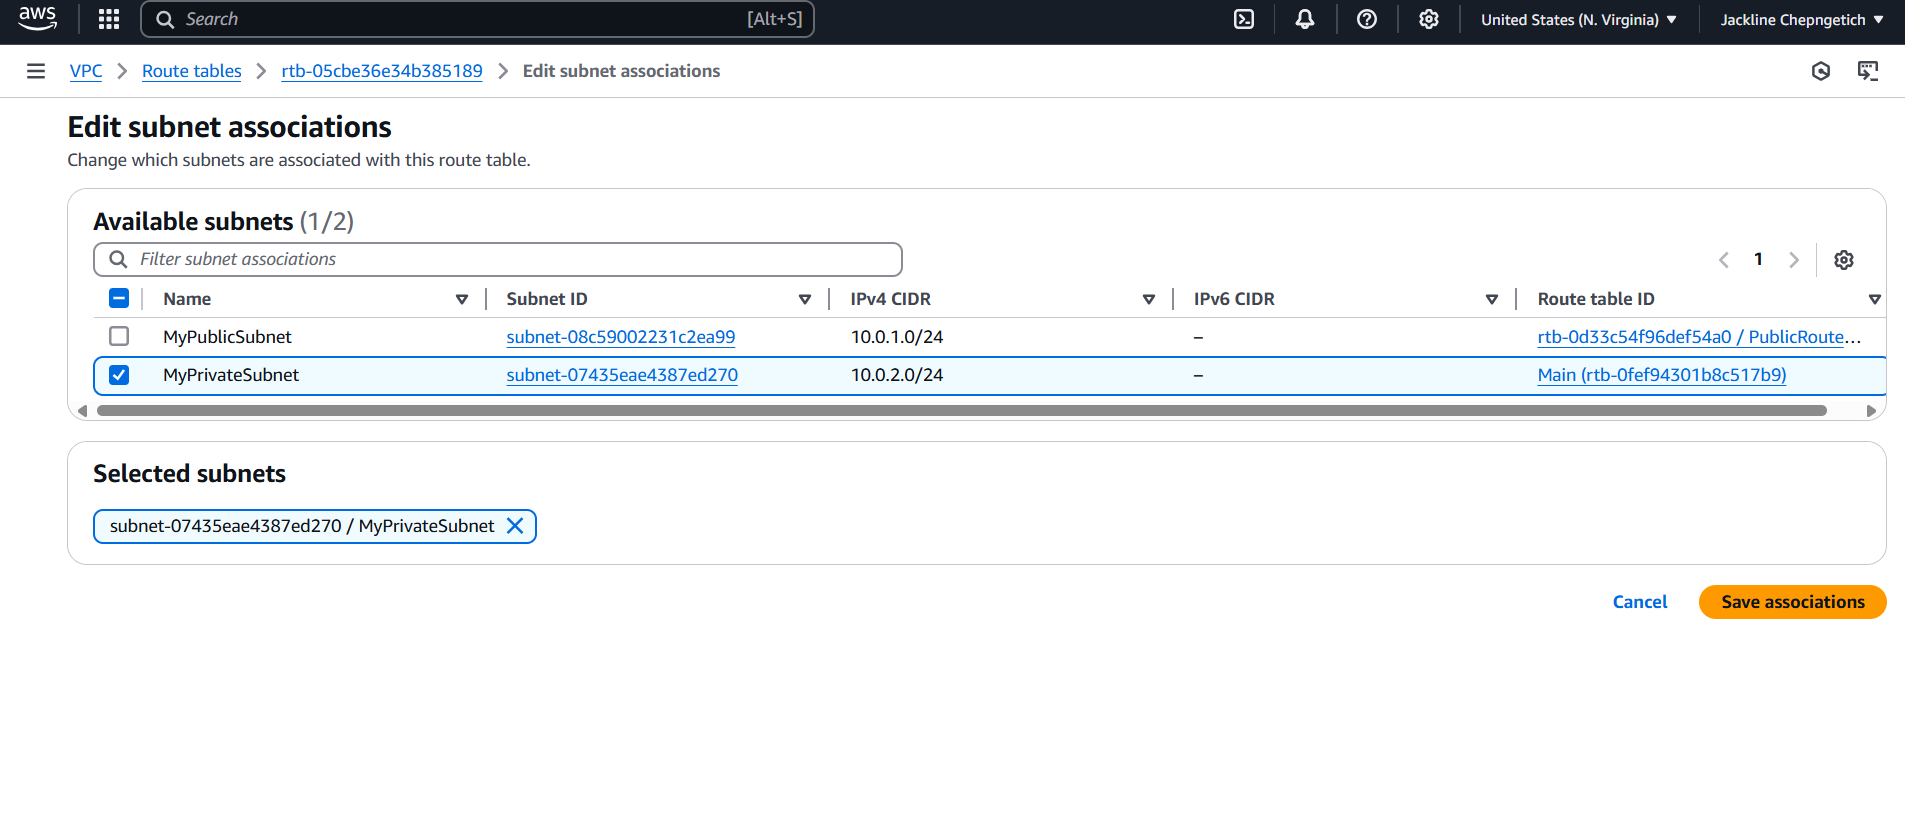 aws Search [Alt+S] United States (N. Virginia) Jackline Chepngetich
VPC Route tables rtb-05cbe36e34b385189 Edit subnet associations
Edit subnet associations
Change which subnets are associated with this route table.
Available subnets (1/2)
Filter subnet associations
1
Name Subnet ID IPv4 CIDR IPv6 CIDR Route table ID
MyPublicSubnet subnet-08c59002231c2ea99 10.0.1.0/24 – rtb-0d33c54f96def54a0 / PublicRoute…
MyPrivateSubnet subnet-07435eae4387ed270 10.0.2.0/24 – Main (rtb-0fef94301b8c517b9)
Selected subnets
subnet-07435eae4387ed270 / MyPrivateSubnet
Cancel Save associations